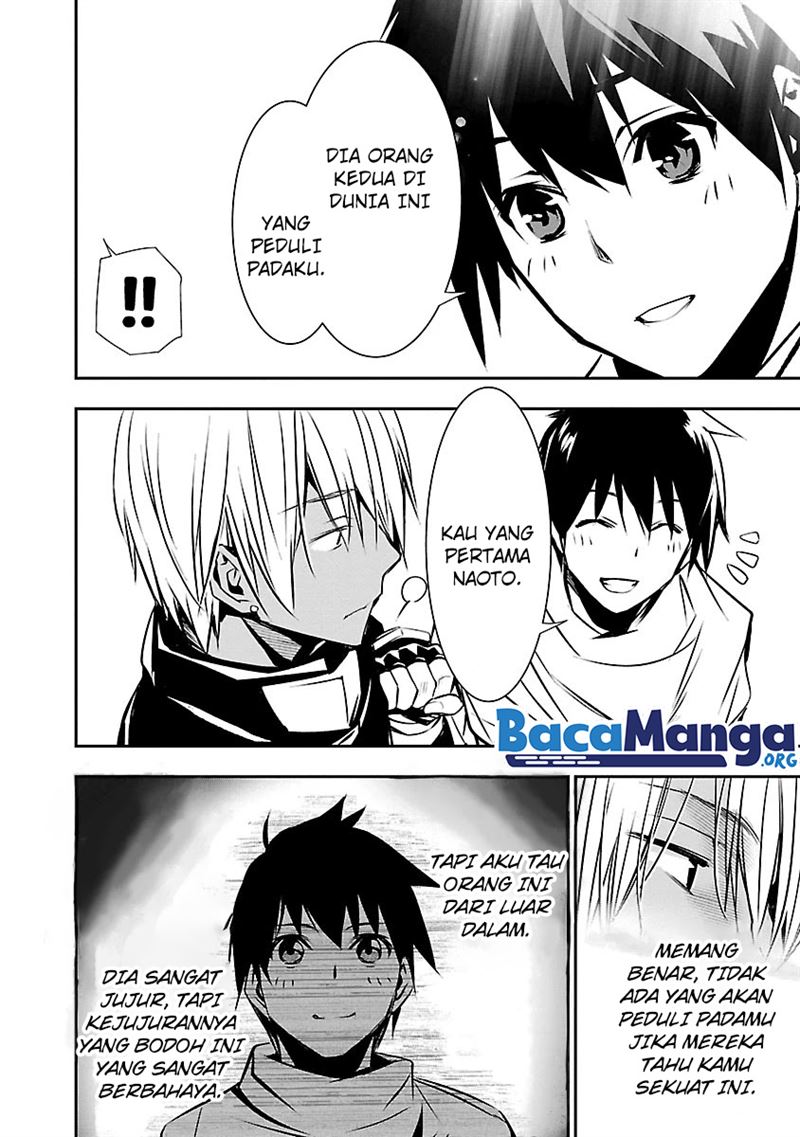 DIA ORANG
KEDUA DI
DUNIA INI
YANG
PEDULI
PADAKU.
!!
KAU YANG
PERTAMA
NAOTO.
BacaManga
.ORG
MEMANG
BENAR, TIDAK
ADA YANG AKAN
PEDULI PADAMU
JIKA MEREKA
TAHU KAMU
SEKUAT INI.
TAPI AKU TAU
ORANG INI
DARI LUAR
DALAM.
DIA SANGAT
JUJUR, TAPI
KEJUJURANNYA
YANG BODOH INI
YANG SANGAT
BERBAHAYA.